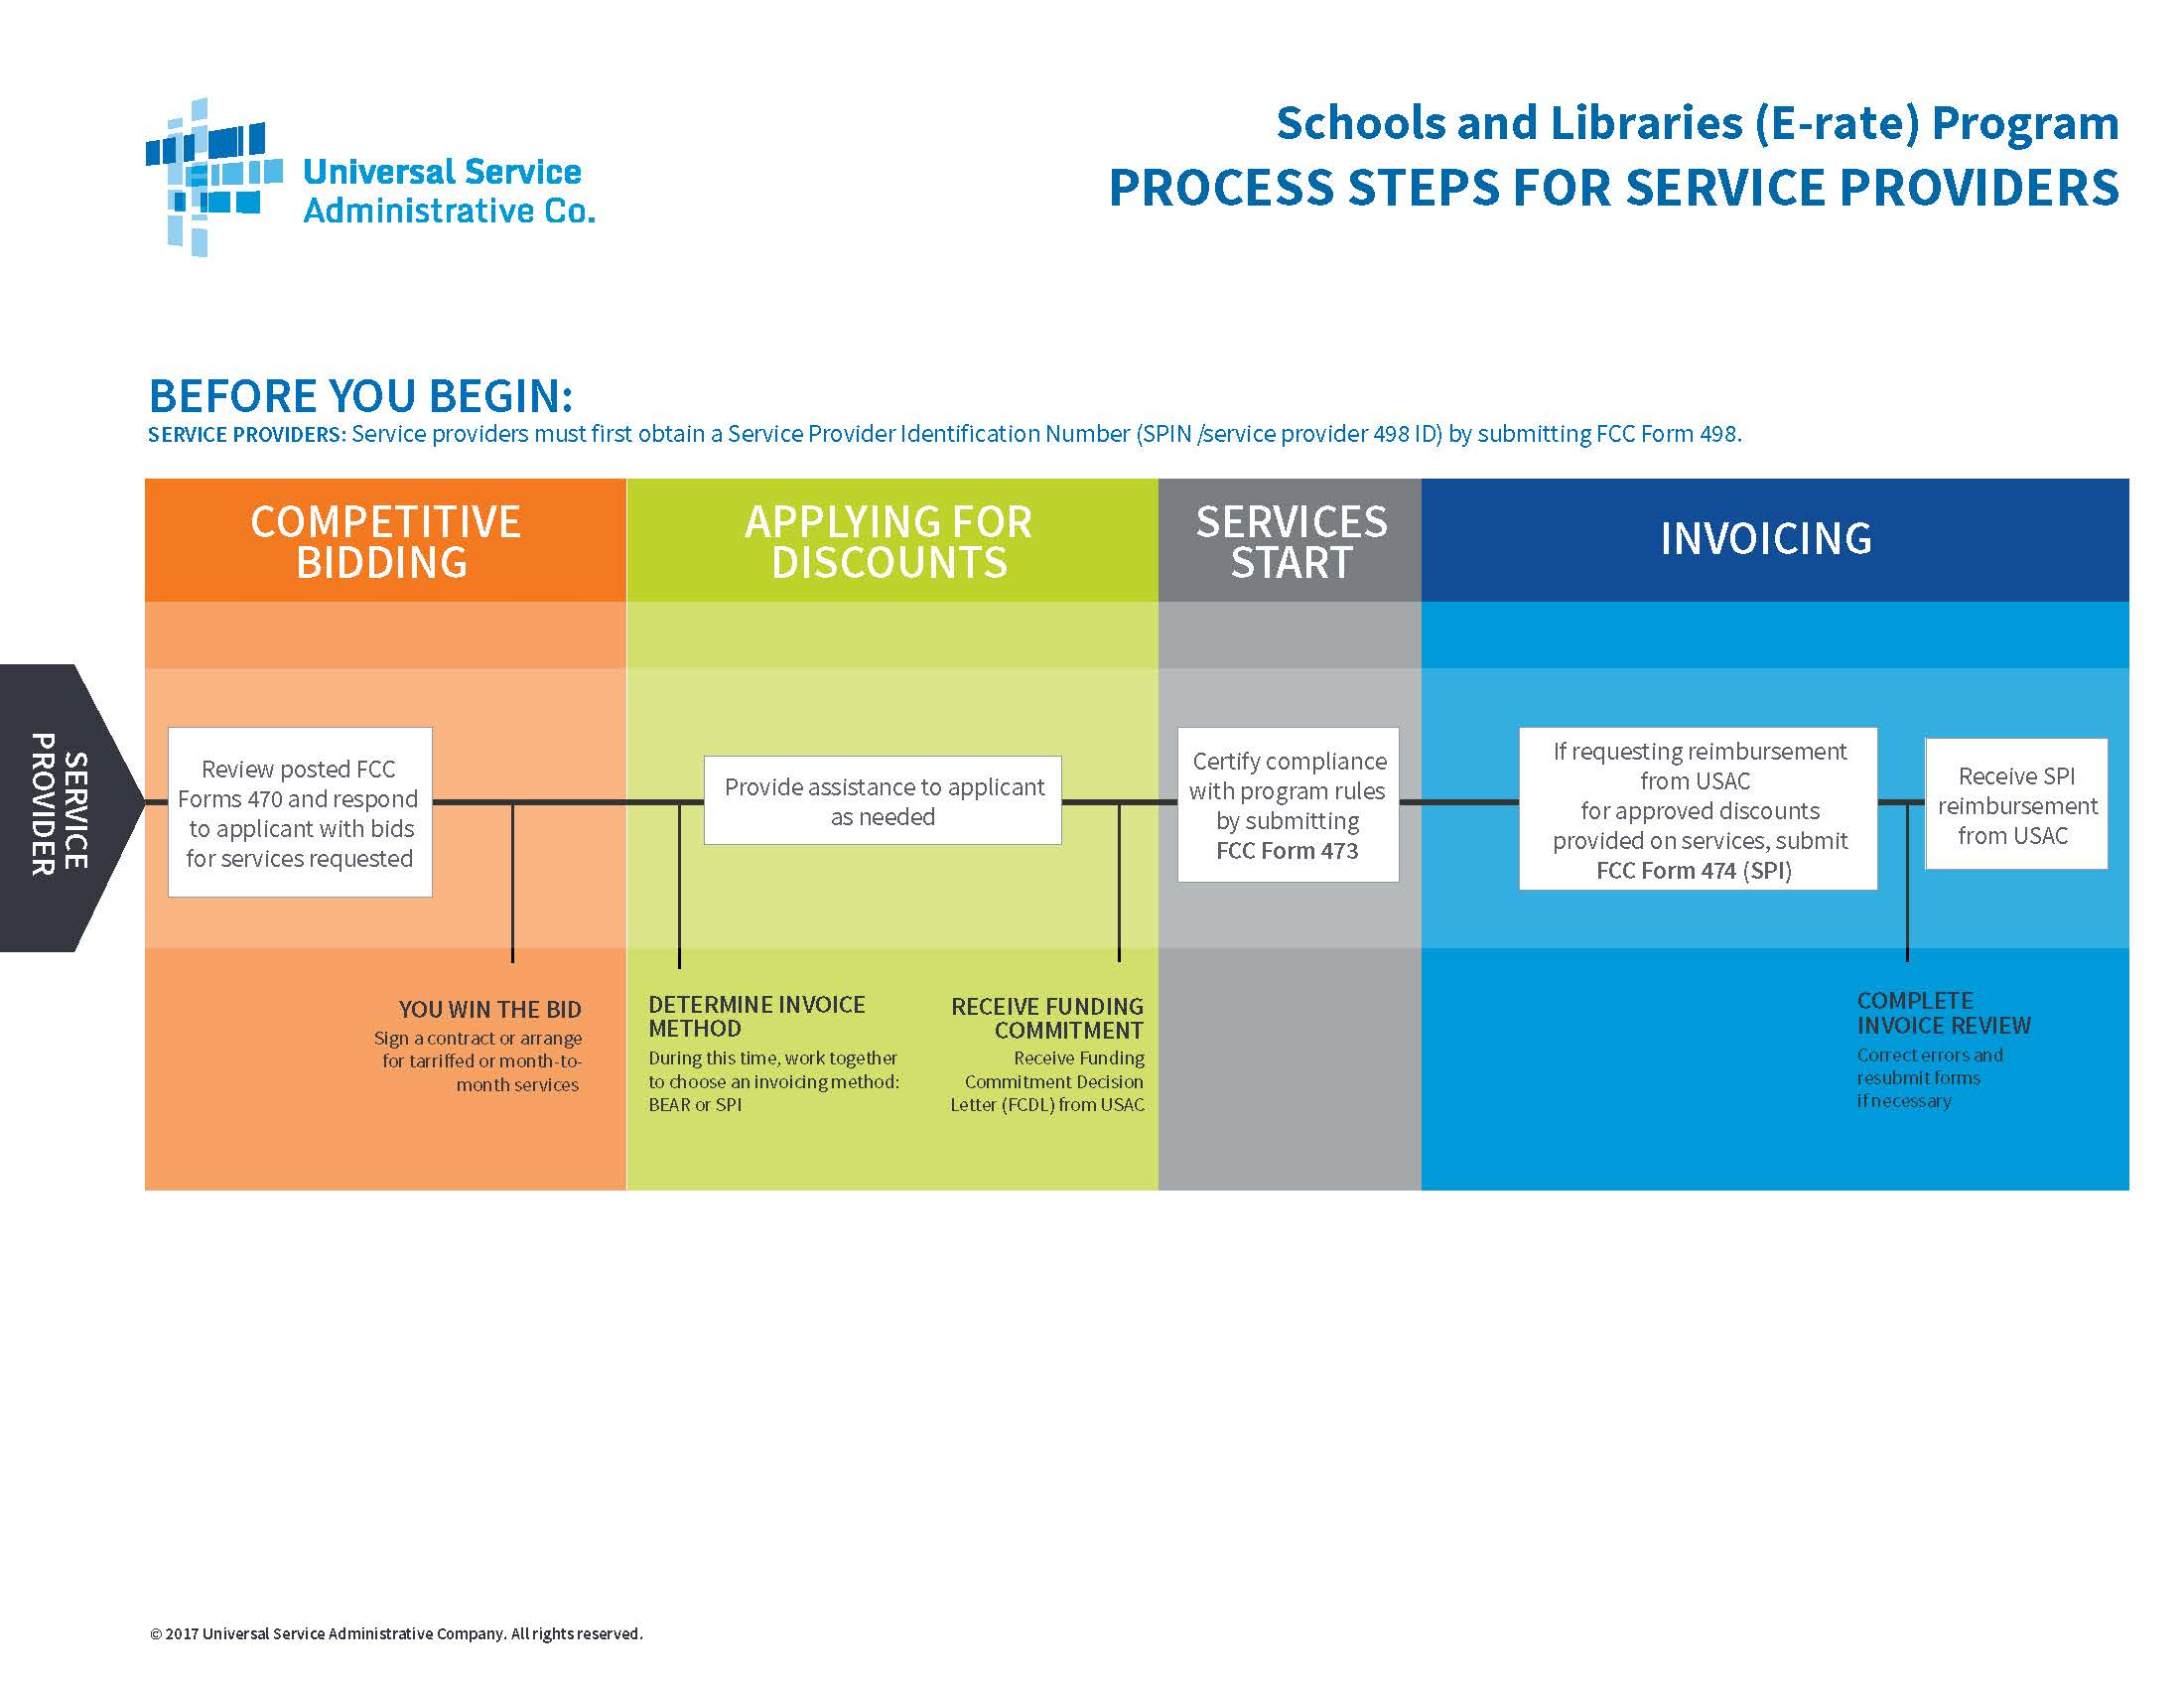 Universal Service
Administrative Co.
Schools and Libraries (E-rate) Program
PROCESS STEPS FOR SERVICE PROVIDERS
BEFORE YOU BEGIN:
SERVICE PROVIDERS: Service providers must first obtain a Service Provider Identification Number (SPIN /service provider 498 ID) by submitting FCC Form 498.
COMPETITIVE
BIDDING
APPLYING FOR
DISCOUNTS
SERVICES
START
INVOICING
SERVICE
PROVIDER
Review posted FCC
Forms 470 and respond
to applicant with bids
for services requested
Provide assistance to applicant
as needed
Certify compliance
with program rules
by submitting
FCC Form 473
If requesting reimbursement
from USAC
for approved discounts
provided on services, submit
FCC Form 474 (SPI)
Receive SPI
reimbursement
from USAC
YOU WIN THE BID
Sign a contract or arrange
for tarriffed or month-to-
month services
DETERMINE INVOICE
METHOD
During this time, work together
to choose an invoicing method:
BEAR or SPI
RECEIVE FUNDING
COMMITMENT
Receive Funding
Commitment Decision
Letter (FCDL) from USAC
COMPLETE
INVOICE REVIEW
Correct errors and
resubmit forms
if necessary
© 2017 Universal Service Administrative Company. All rights reserved.